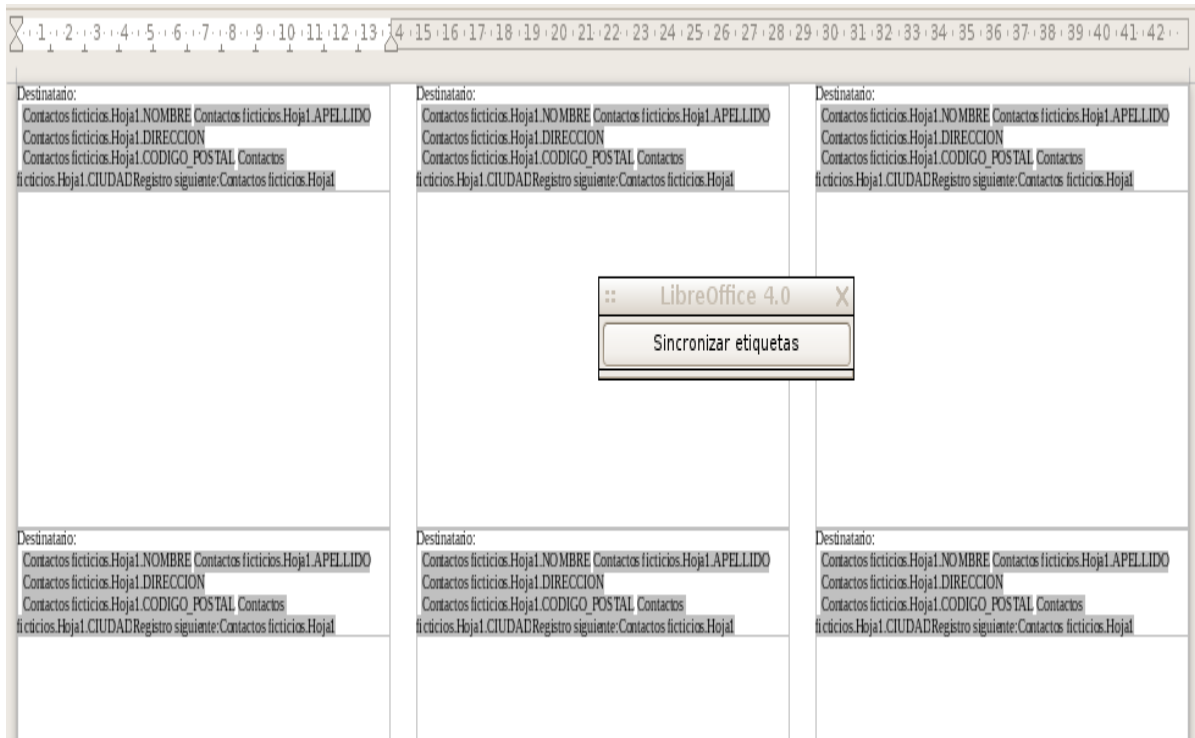 1 2 3 4 5 6 7 8 9 10 11 12 13 14 15 16 17 18 19 20 21 22 23 24 25 26 27 28 29 30 31 32 33 34 35 36 37 38 39 40 41 42
Destinatario:
Contactos ficticios.Hoja1.NOMBRE Contactos ficticios.Hoja1.APELLIDO
Contactos ficticios.Hoja1.DIRECCION
Contactos ficticios.Hoja1.CODIGO_POSTAL Contactos
ficticios.Hoja1.CIUDADRegistro siguiente:Contactos ficticios.Hoja1
Destinatario:
Contactos ficticios.Hoja1.NOMBRE Contactos ficticios.Hoja1.APELLIDO
Contactos ficticios.Hoja1.DIRECCION
Contactos ficticios.Hoja1.CODIGO_POSTAL Contactos
ficticios.Hoja1.CIUDADRegistro siguiente:Contactos ficticios.Hoja1
Destinatario:
Contactos ficticios.Hoja1.NOMBRE Contactos ficticios.Hoja1.APELLIDO
Contactos ficticios.Hoja1.DIRECCION
Contactos ficticios.Hoja1.CODIGO_POSTAL Contactos
ficticios.Hoja1.CIUDADRegistro siguiente:Contactos ficticios.Hoja1
LibreOffice 4.0
Sincronizar etiquetas
Destinatario:
Contactos ficticios.Hoja1.NOMBRE Contactos ficticios.Hoja1.APELLIDO
Contactos ficticios.Hoja1.DIRECCION
Contactos ficticios.Hoja1.CODIGO_POSTAL Contactos
ficticios.Hoja1.CIUDADRegistro siguiente:Contactos ficticios.Hoja1
Destinatario:
Contactos ficticios.Hoja1.NOMBRE Contactos ficticios.Hoja1.APELLIDO
Contactos ficticios.Hoja1.DIRECCION
Contactos ficticios.Hoja1.CODIGO_POSTAL Contactos
ficticios.Hoja1.CIUDADRegistro siguiente:Contactos ficticios.Hoja1
Destinatario:
Contactos ficticios.Hoja1.NOMBRE Contactos ficticios.Hoja1.APELLIDO
Contactos ficticios.Hoja1.DIRECCION
Contactos ficticios.Hoja1.CODIGO_POSTAL Contactos
ficticios.Hoja1.CIUDADRegistro siguiente:Contactos ficticios.Hoja1